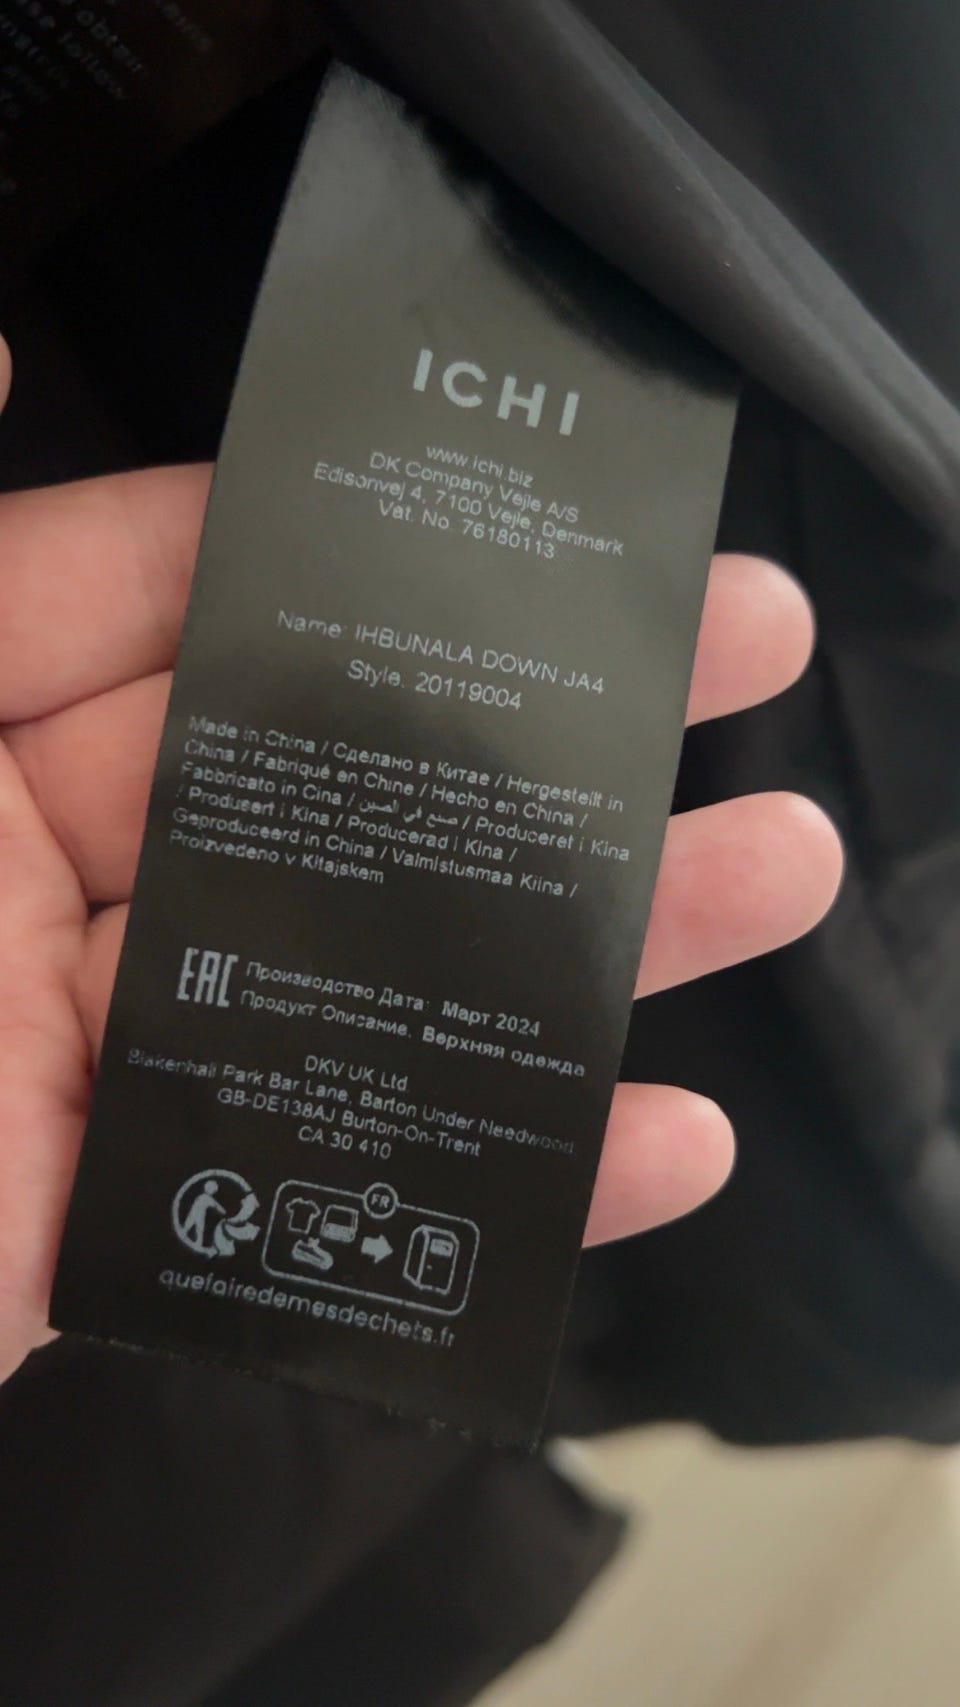 ICHI
www.ichi.biz
DK Company Vejle A/S
Edisonvej 4, 7100 Vejle, Denmark
Vat. No. 76180113
Name: IHBUNALA DOWN JA4
Style. 20119004
Made in China / Сделано в Китае / Hergestellt in
China / Fabriqué en Chine / Hecho en China /
Fabbricato in Cina / صنع في الصين / Produceret i Kina
/ Produsert i Kina / Producerad i Kina /
Geproduceerd in China / Valmistusmaa Kiina /
Proizvedeno v Kitajskem
EAC Производство Дата: Март 2024
Продукт Описание. Верхняя одежда
DKV UK Ltd.
Blakenhall Park Bar Lane, Barton Under Needwood
GB-DE138AJ Burton-On-Trent
CA 30 410
FR
quefairedemesdechets.fr